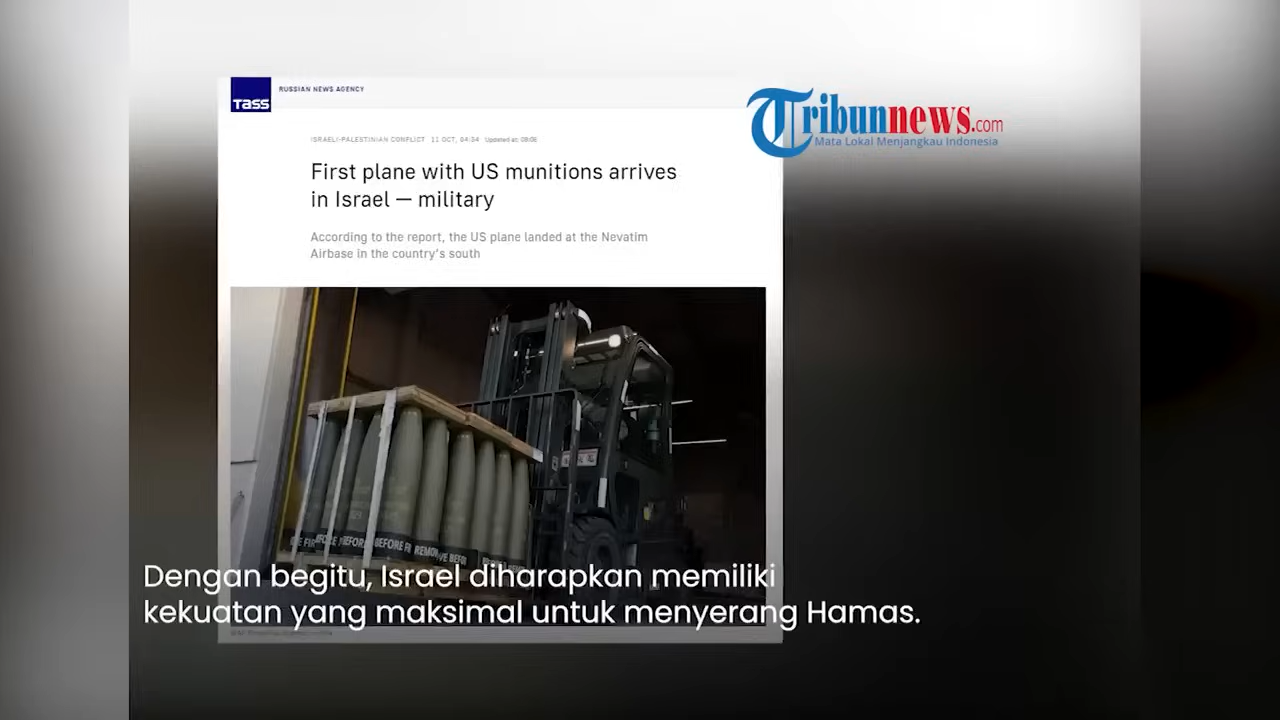 TASS
RUSSIAN NEWS AGENCY
Tribunnews.com
Mata Lokal Menjangkau Indonesia
ISRAELI-PALESTINIAN CONFLICT 11 OCT, 04:54 Updated at: 09:06
First plane with US munitions arrives
in Israel — military
According to the report, the US plane landed at the Nevatim
Airbase in the country's south
BEFORE FI REMOVE BEFO
Dengan begitu, Israel diharapkan memiliki
kekuatan yang maksimal untuk menyerang Hamas.